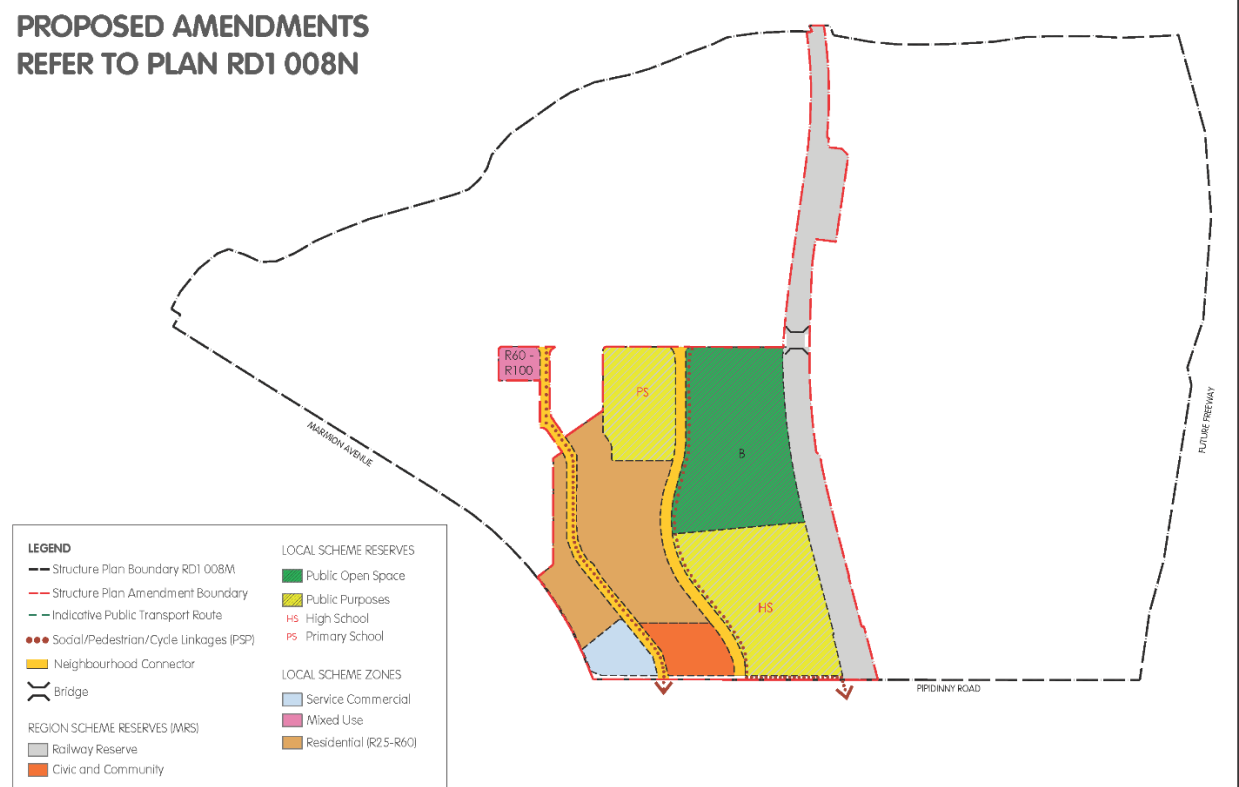 PROPOSED AMENDMENTS
REFER TO PLAN RD1 008N
R60 -
R100
PS
B
HS
MARMION AVENUE
FUTURE FREEWAY
PIPIDINNY ROAD
LEGEND
Structure Plan Boundary RD1 008M
Structure Plan Amendment Boundary
Indicative Public Transport Route
Social/Pedestrian/Cycle Linkages (PSP)
Neighbourhood Connector
Bridge
REGION SCHEME RESERVES (MRS)
Railway Reserve
Civic and Community
LOCAL SCHEME RESERVES
Public Open Space
Public Purposes
HS High School
PS Primary School
LOCAL SCHEME ZONES
Service Commercial
Mixed Use
Residential (R25-R60)